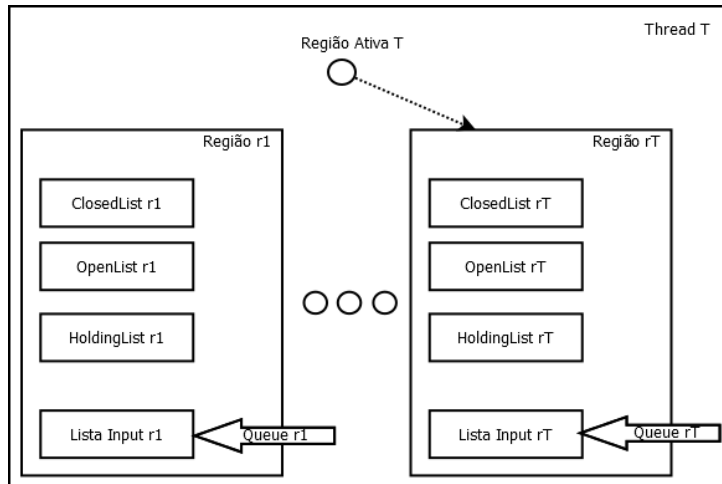 Thread T
Região Ativa T
Região r1
ClosedList r1
OpenList r1
HoldingList r1
Lista Input r1
Queue r1
Região rT
ClosedList rT
OpenList rT
HoldingList rT
Lista Input rT
Queue rT